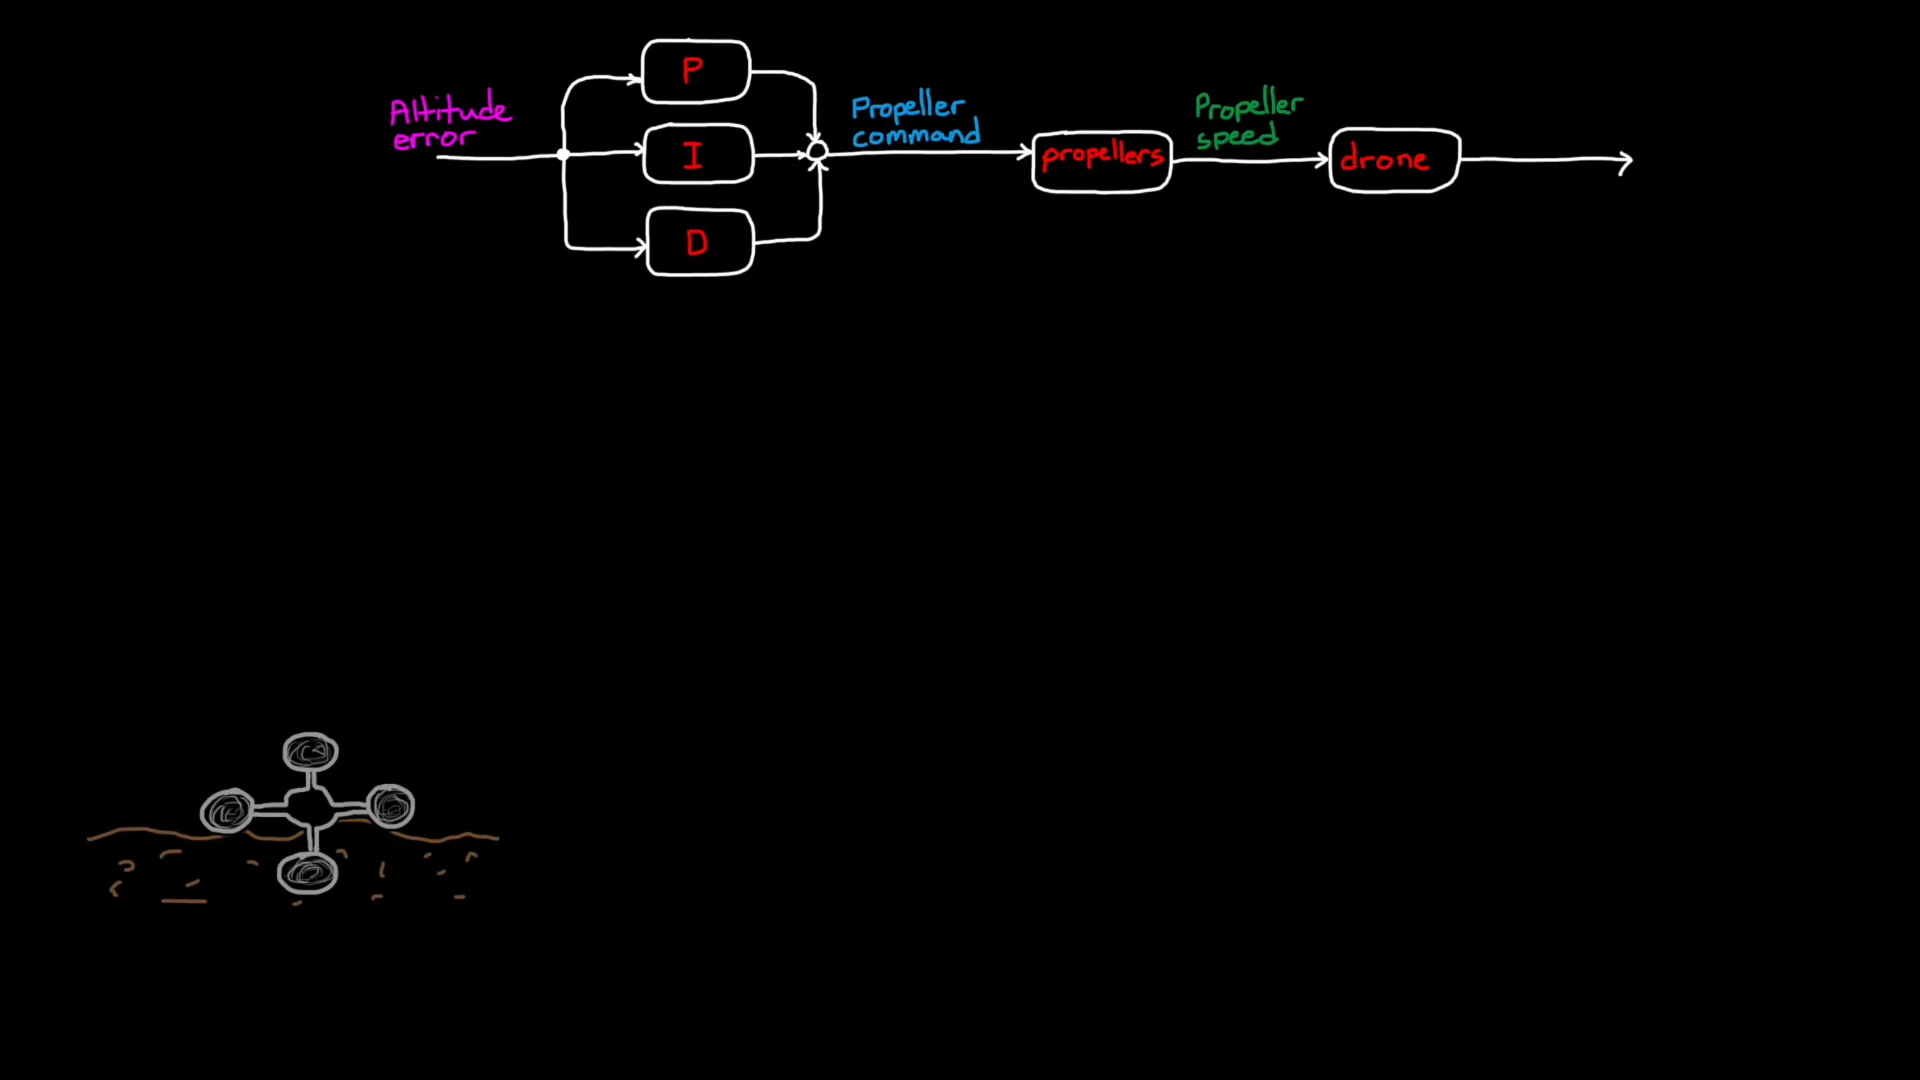 P
Altitude
error
Propeller
command
Propeller
speed
I
propellers
drone
D